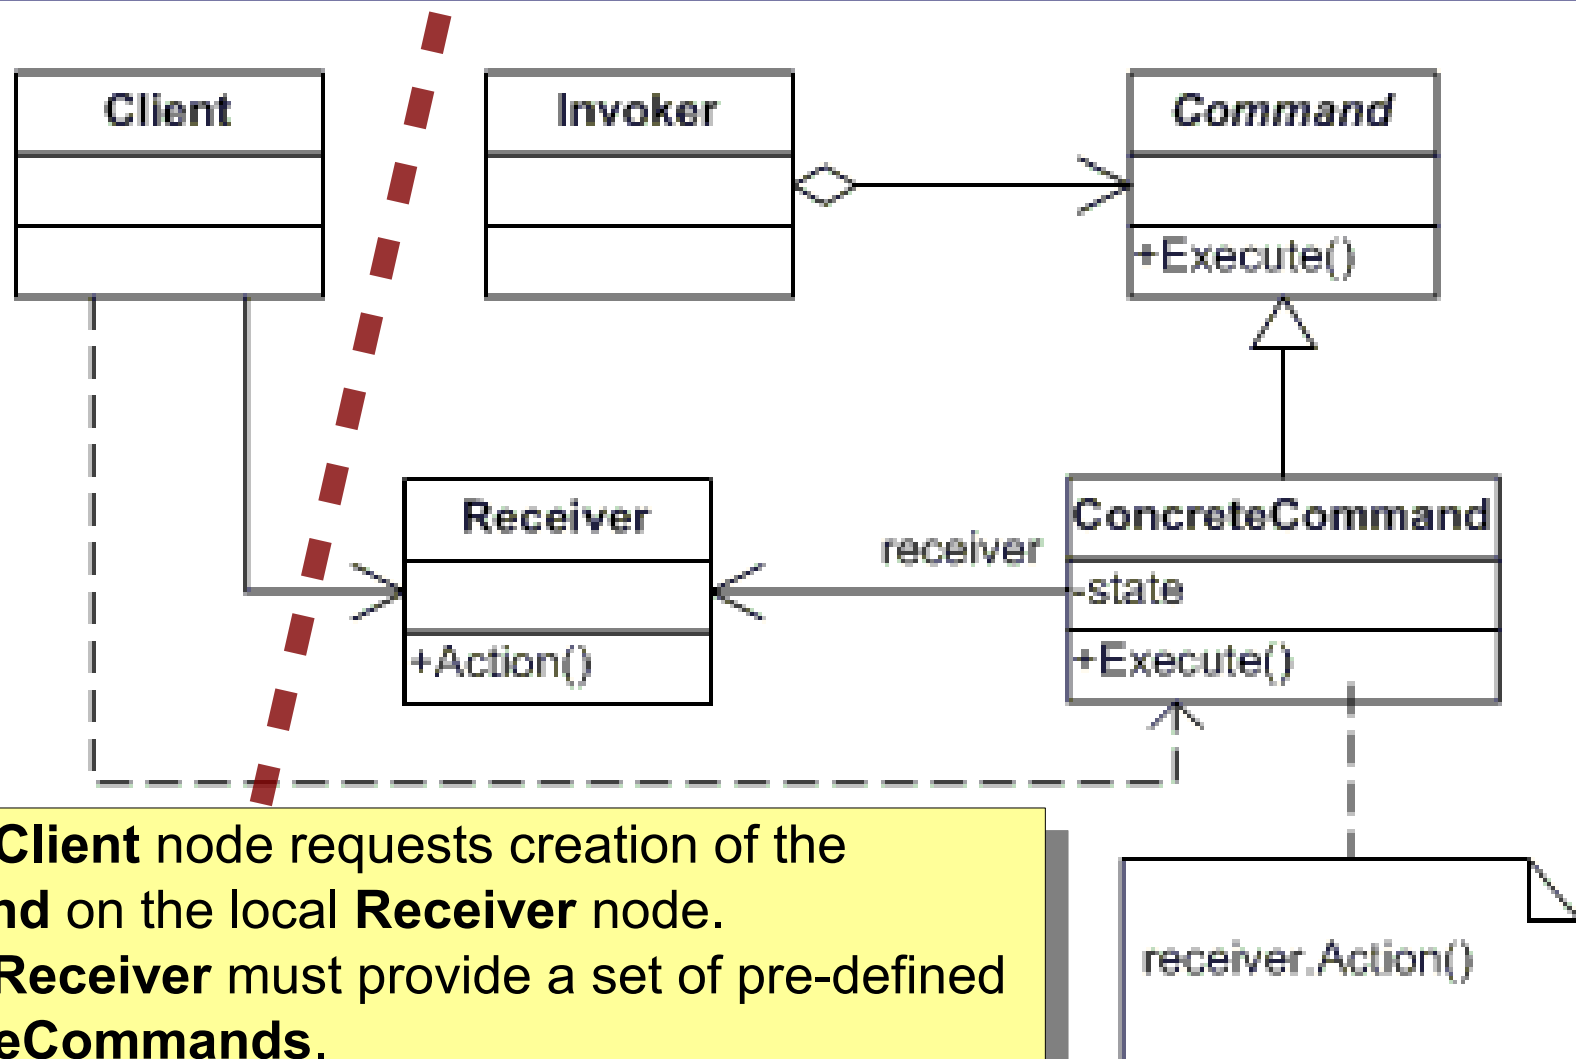 Client
Invoker
Command
+Execute()
Receiver
+Action()
receiver
ConcreteCommand
-state
+Execute()
Client node requests creation of the
nd on the local Receiver node.
Receiver must provide a set of pre-defined
eCommands.
receiver.Action()